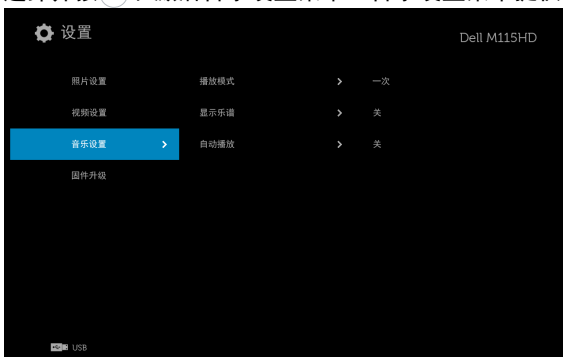 设置
Dell M115HD
照片设置 播放模式 一次
视频设置 显示乐谱 关
音乐设置 自动播放 关
固件升级
USB